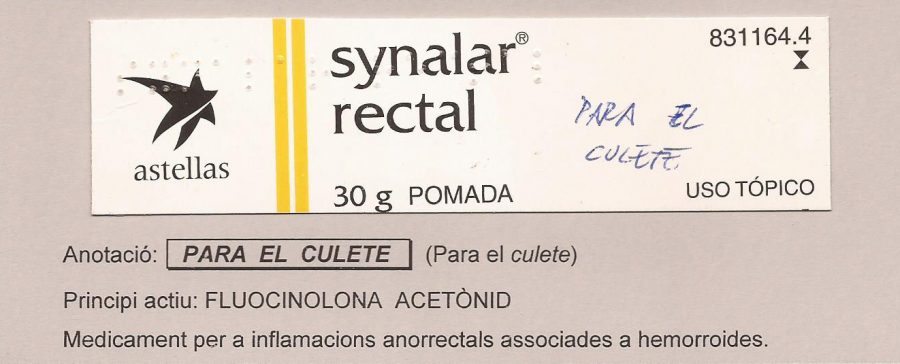 synalar® 831164.4
rectal
PARA EL
CULETE
astellas
30 g POMADA USO TÓPICO
Anotació: PARA EL CULETE (Para el culete)
Principi actiu: FLUOCINOLONA ACETÒNID
Medicament per a inflamacions anorrectals associades a hemorroides.